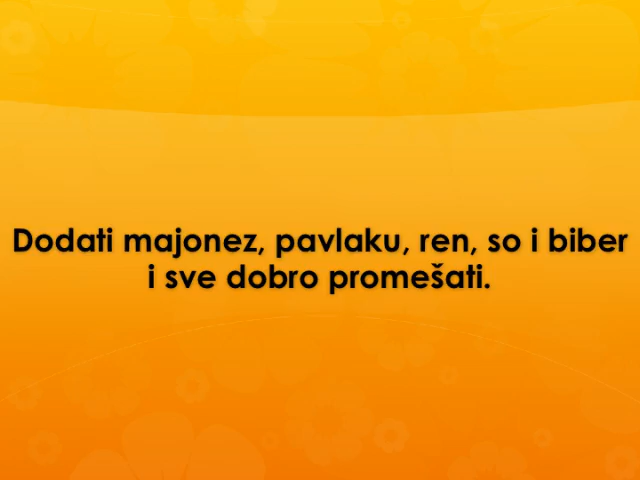 Dodati majonez, pavlaku, ren, so i biber
i sve dobro promešati.